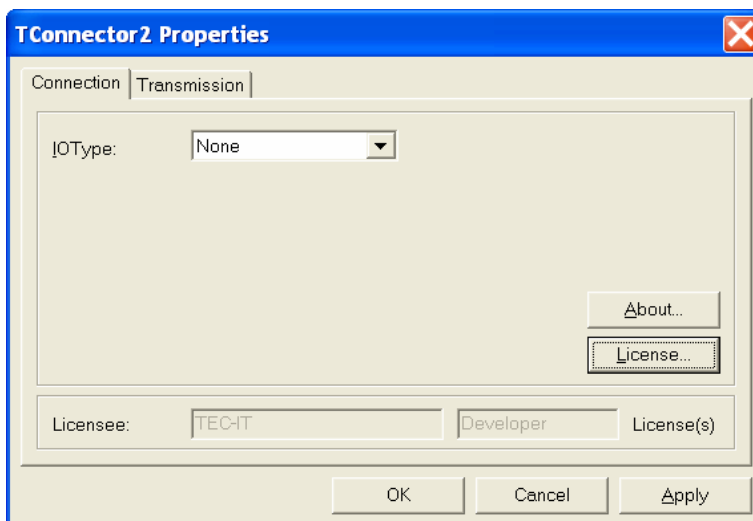 TConnector2 Properties
Connection Transmission
IOType: None
About...
License...
Licensee: TEC-IT Developer License(s)
OK Cancel Apply